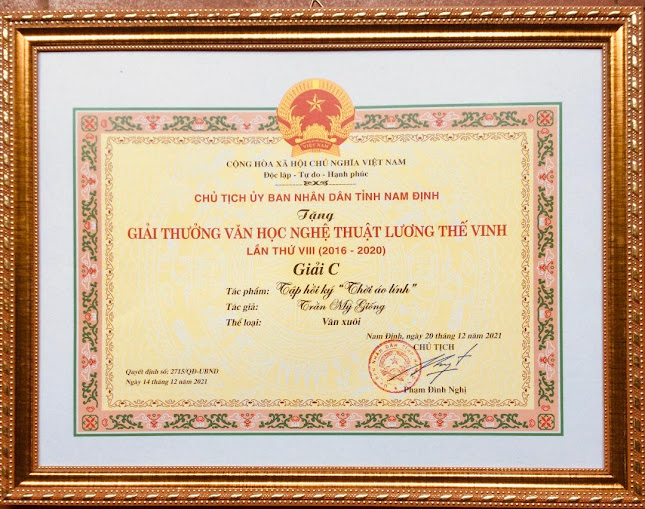 VIỆT NAM
CỘNG HÒA XÃ HỘI CHỦ NGHĨA VIỆT NAM
Độc lập - Tự do - Hạnh phúc
CHỦ TỊCH ỦY BAN NHÂN DÂN TỈNH NAM ĐỊNH
Tặng
GIẢI THƯỞNG VĂN HỌC NGHỆ THUẬT LƯƠNG THẾ VINH
LẦN THỨ VIII (2016 - 2020)
Giải C
Tác phẩm: Tập hồi ký "Thời áo lính"
Tác giả: Trần Mỹ Giống
Thể loại: Văn xuôi
Nam Định, ngày 20 tháng 12 năm 2021
CHỦ TỊCH
Quyết định số: 2715/QĐ-UBND
Ngày 14 tháng 12 năm 2021
Phạm Đình Nghị